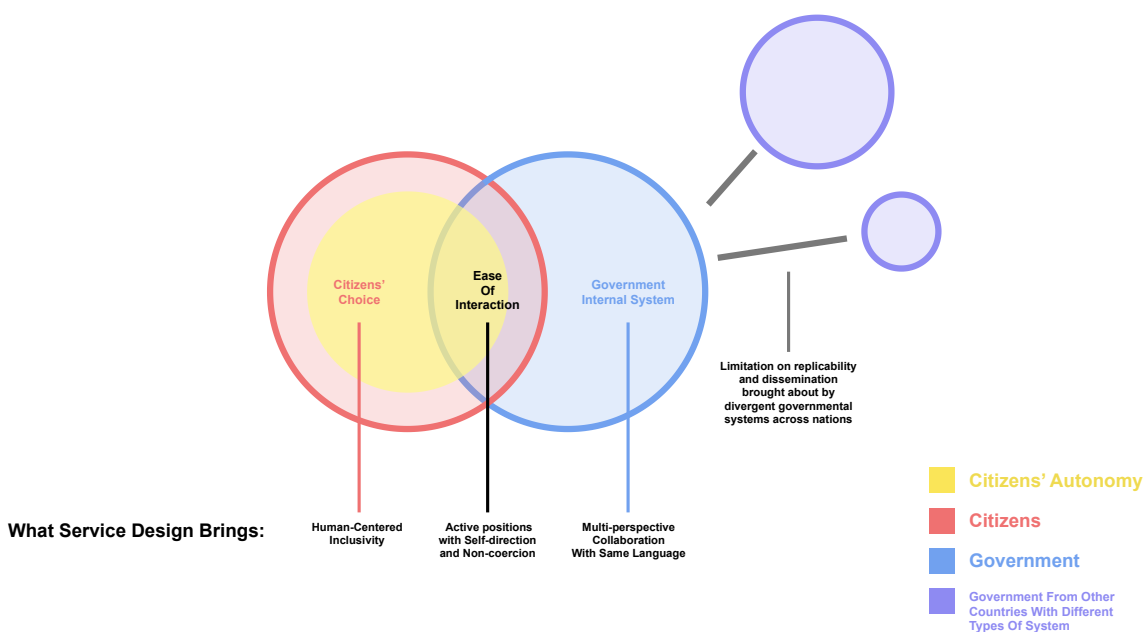 Citizens’
Choice
Ease
Of
Interaction
Government
Internal System
Limitation on replicability
and dissemination
brought about by
divergent governmental
systems across nations
What Service Design Brings:
Human-Centered
Inclusivity
Active positions
with Self-direction
and Non-coercion
Multi-perspective
Collaboration
With Same Language
Citizens’ Autonomy
Citizens
Government
Government From Other
Countries With Different
Types Of System